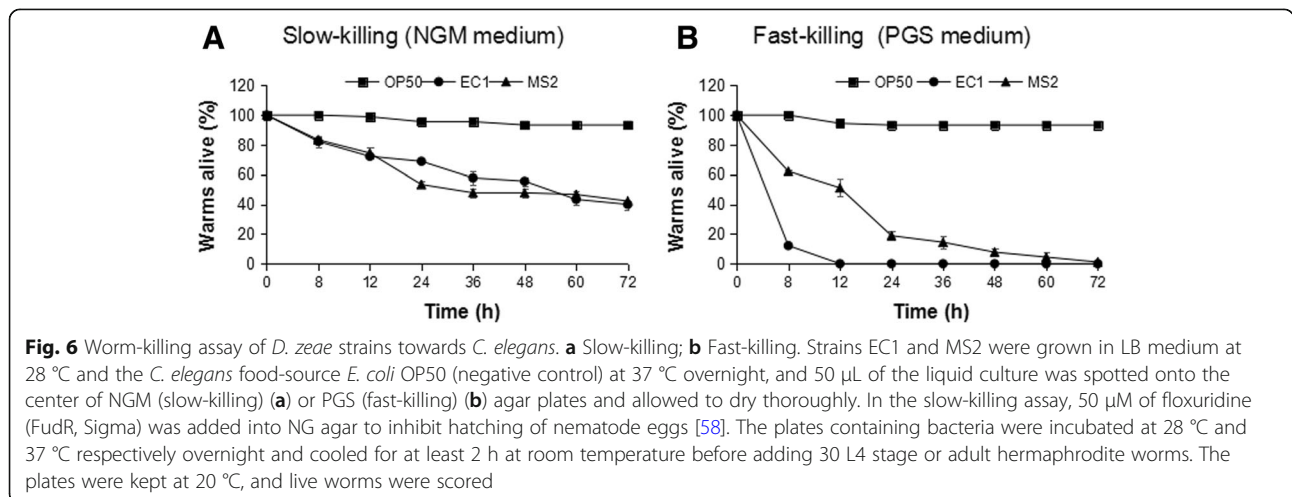 A Slow-killing (NGM medium)
OP50 EC1 MS2
Warms alive (%)
120
100
80
60
40
20
0
0 8 12 24 36 48 60 72
Time (h)
B Fast-killing (PGS medium)
OP50 EC1 MS2
Warms alive (%)
120
100
80
60
40
20
0
0 8 12 24 36 48 60 72
Time (h)
Fig. 6 Worm-killing assay of D. zeae strains towards C. elegans. a Slow-killing; b Fast-killing. Strains EC1 and MS2 were grown in LB medium at
28 °C and the C. elegans food-source E. coli OP50 (negative control) at 37 °C overnight, and 50 μL of the liquid culture was spotted onto the
center of NGM (slow-killing) (a) or PGS (fast-killing) (b) agar plates and allowed to dry thoroughly. In the slow-killing assay, 50 μM of floxuridine
(FudR, Sigma) was added into NG agar to inhibit hatching of nematode eggs [58]. The plates containing bacteria were incubated at 28 °C and
37 °C respectively overnight and cooled for at least 2 h at room temperature before adding 30 L4 stage or adult hermaphrodite worms. The
plates were kept at 20 °C, and live worms were scored